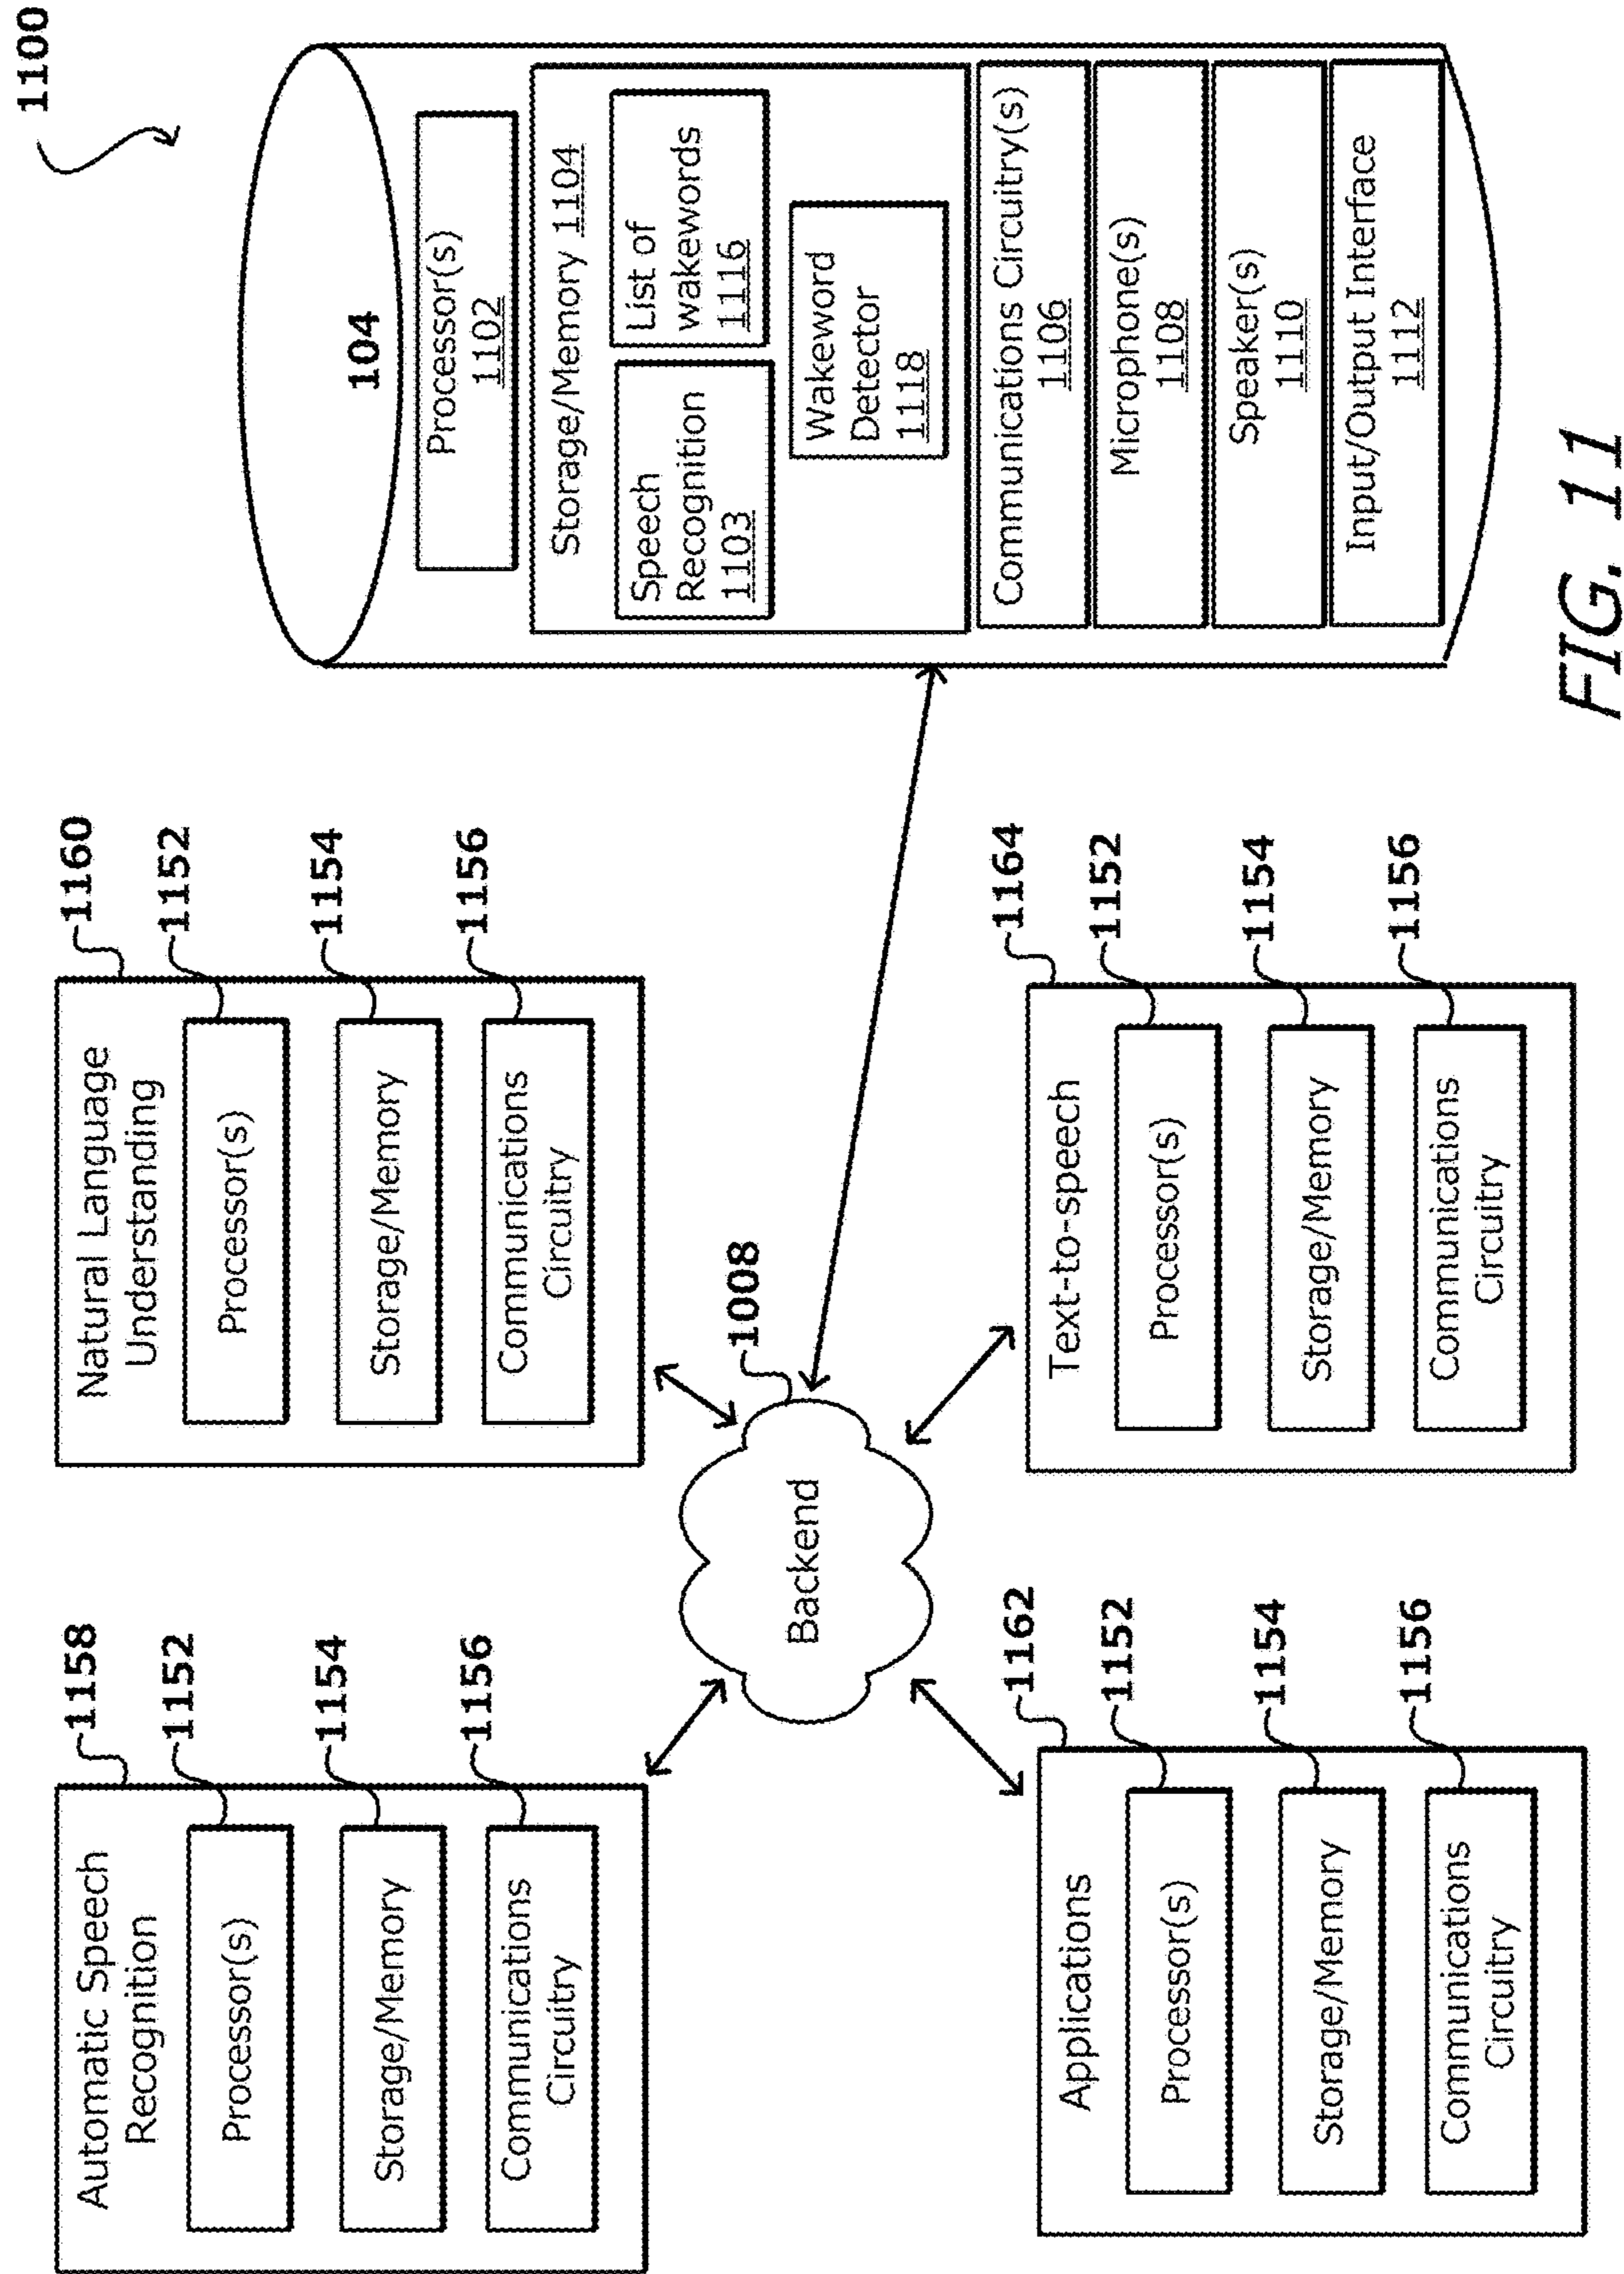 1100
Automatic Speech
Recognition
1158
Processor(s)
1152
Storage/Memory
1154
Communications
Circuitry
1156
Natural Language
Understanding
1160
Processor(s)
1152
Storage/Memory
1154
Communications
Circuitry
1156
Backend
1008
Applications
1162
Processor(s)
1152
Storage/Memory
1154
Communications
Circuitry
1156
Text-to-speech
1164
Processor(s)
1152
Storage/Memory
1154
Communications
Circuitry
1156
104
Processor(s)
1102
Storage/Memory 1104
Speech
Recognition
1103
List of
wakewords
1116
Wakeword
Detector
1118
Communications Circuitry(s)
1106
Microphone(s)
1108
Speaker(s)
1110
Input/Output Interface
1112
FIG. 11